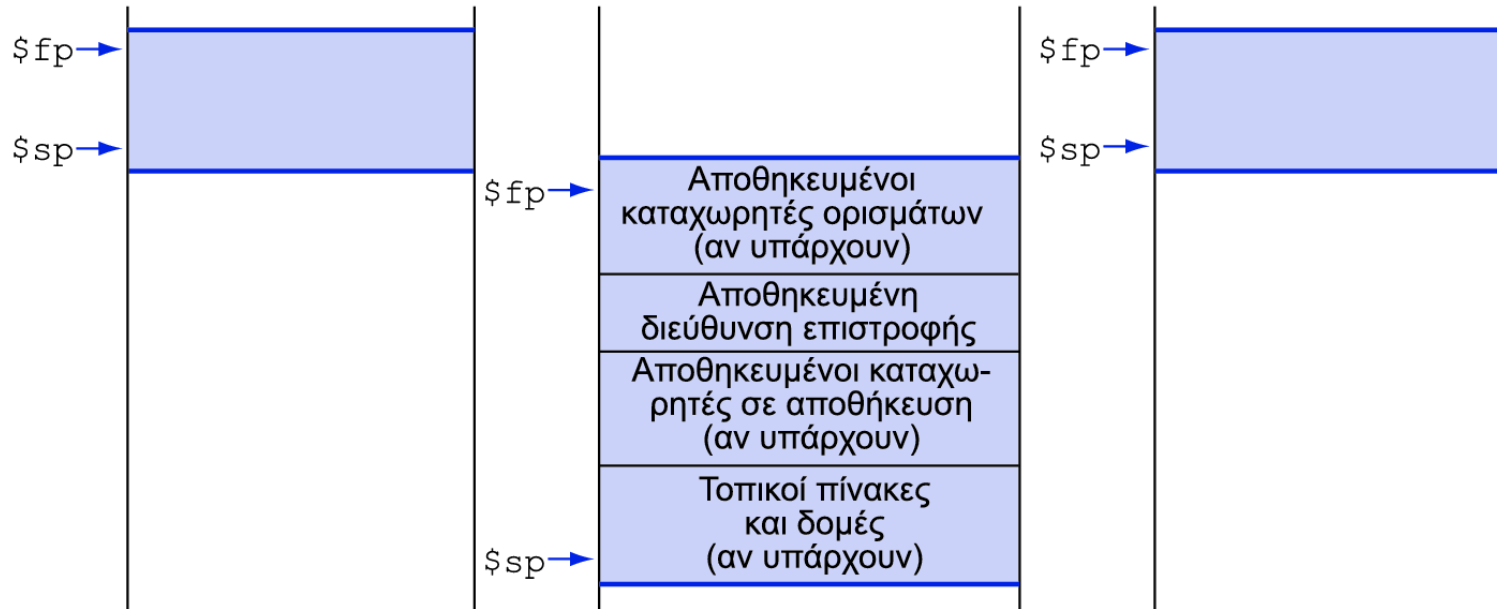 $fp
$sp
$fp
Αποθηκευμένοι
καταχωρητές ορισμάτων
(αν υπάρχουν)
Αποθηκευμένη
διεύθυνση επιστροφής
Αποθηκευμένοι καταχω-
ρητές σε αποθήκευση
(αν υπάρχουν)
Τοπικοί πίνακες
και δομές
(αν υπάρχουν)
$sp
$fp
$sp